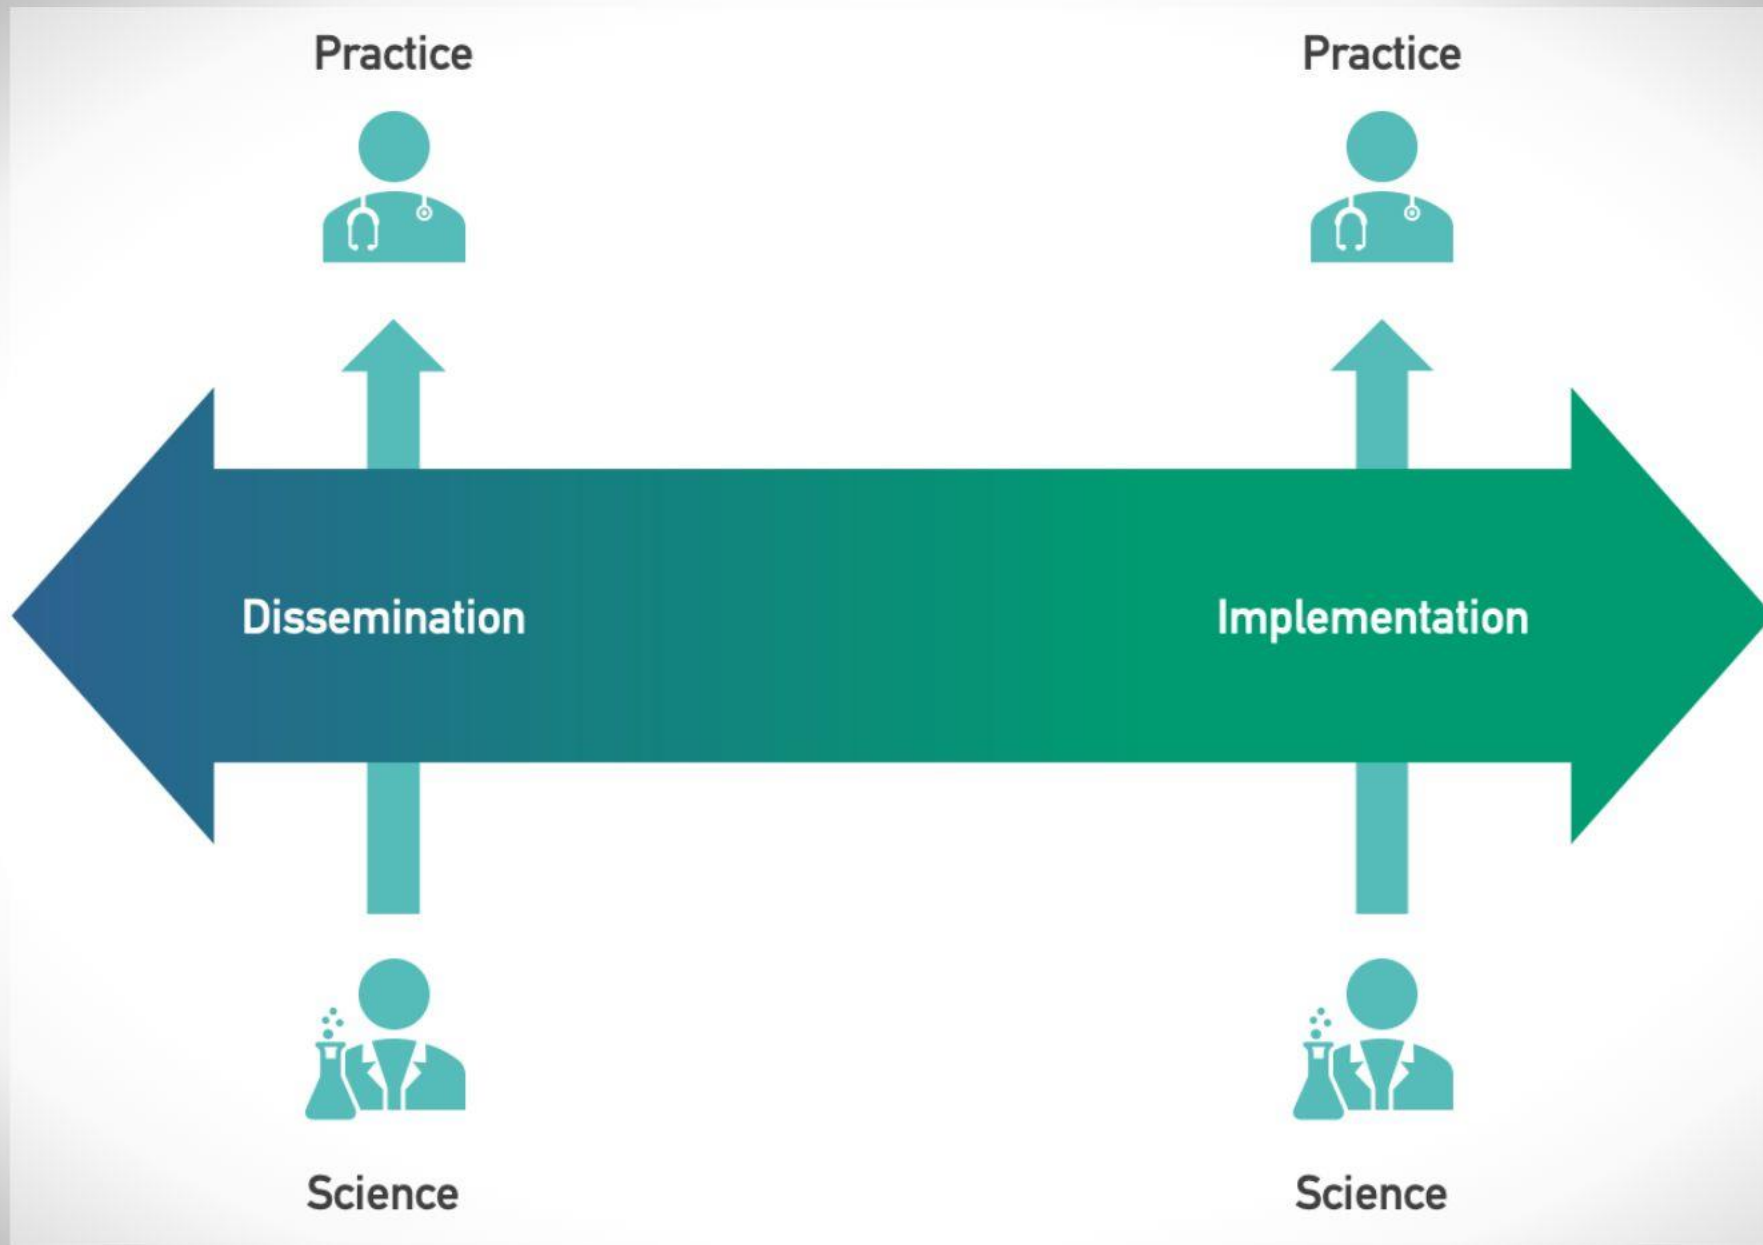 Practice
Practice
Dissemination
Implementation
Science
Science